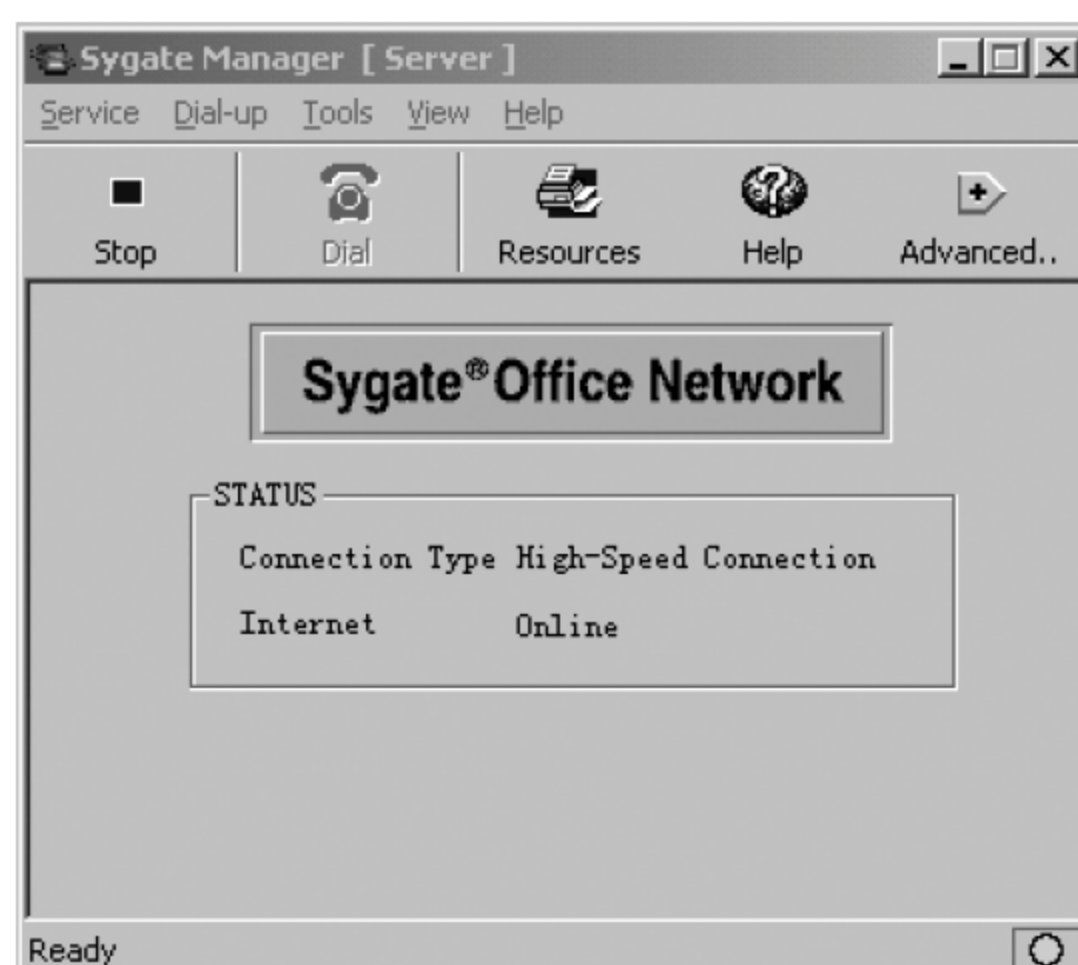 Sygate Manager [ Server ]
Service Dial-up Tools View Help
Stop Dial Resources Help Advanced..
Sygate® Office Network
STATUS
Connection Type High-Speed Connection
Internet Online
Ready